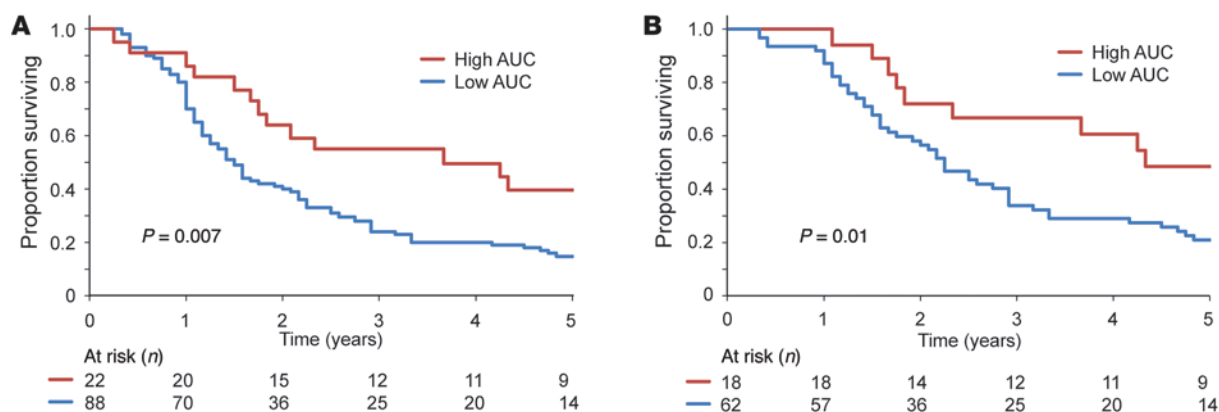 A
Proportion surviving
1.0
0.8
0.6
0.4
0.2
0
High AUC
Low AUC
P = 0.007
0 1 2 3 4 5
Time (years)
At risk (n)
22 20 15 12 11 9
88 70 36 25 20 14
B
Proportion surviving
1.0
0.8
0.6
0.4
0.2
0
High AUC
Low AUC
P = 0.01
0 1 2 3 4 5
Time (years)
At risk (n)
18 18 14 12 11 9
62 57 36 25 20 14